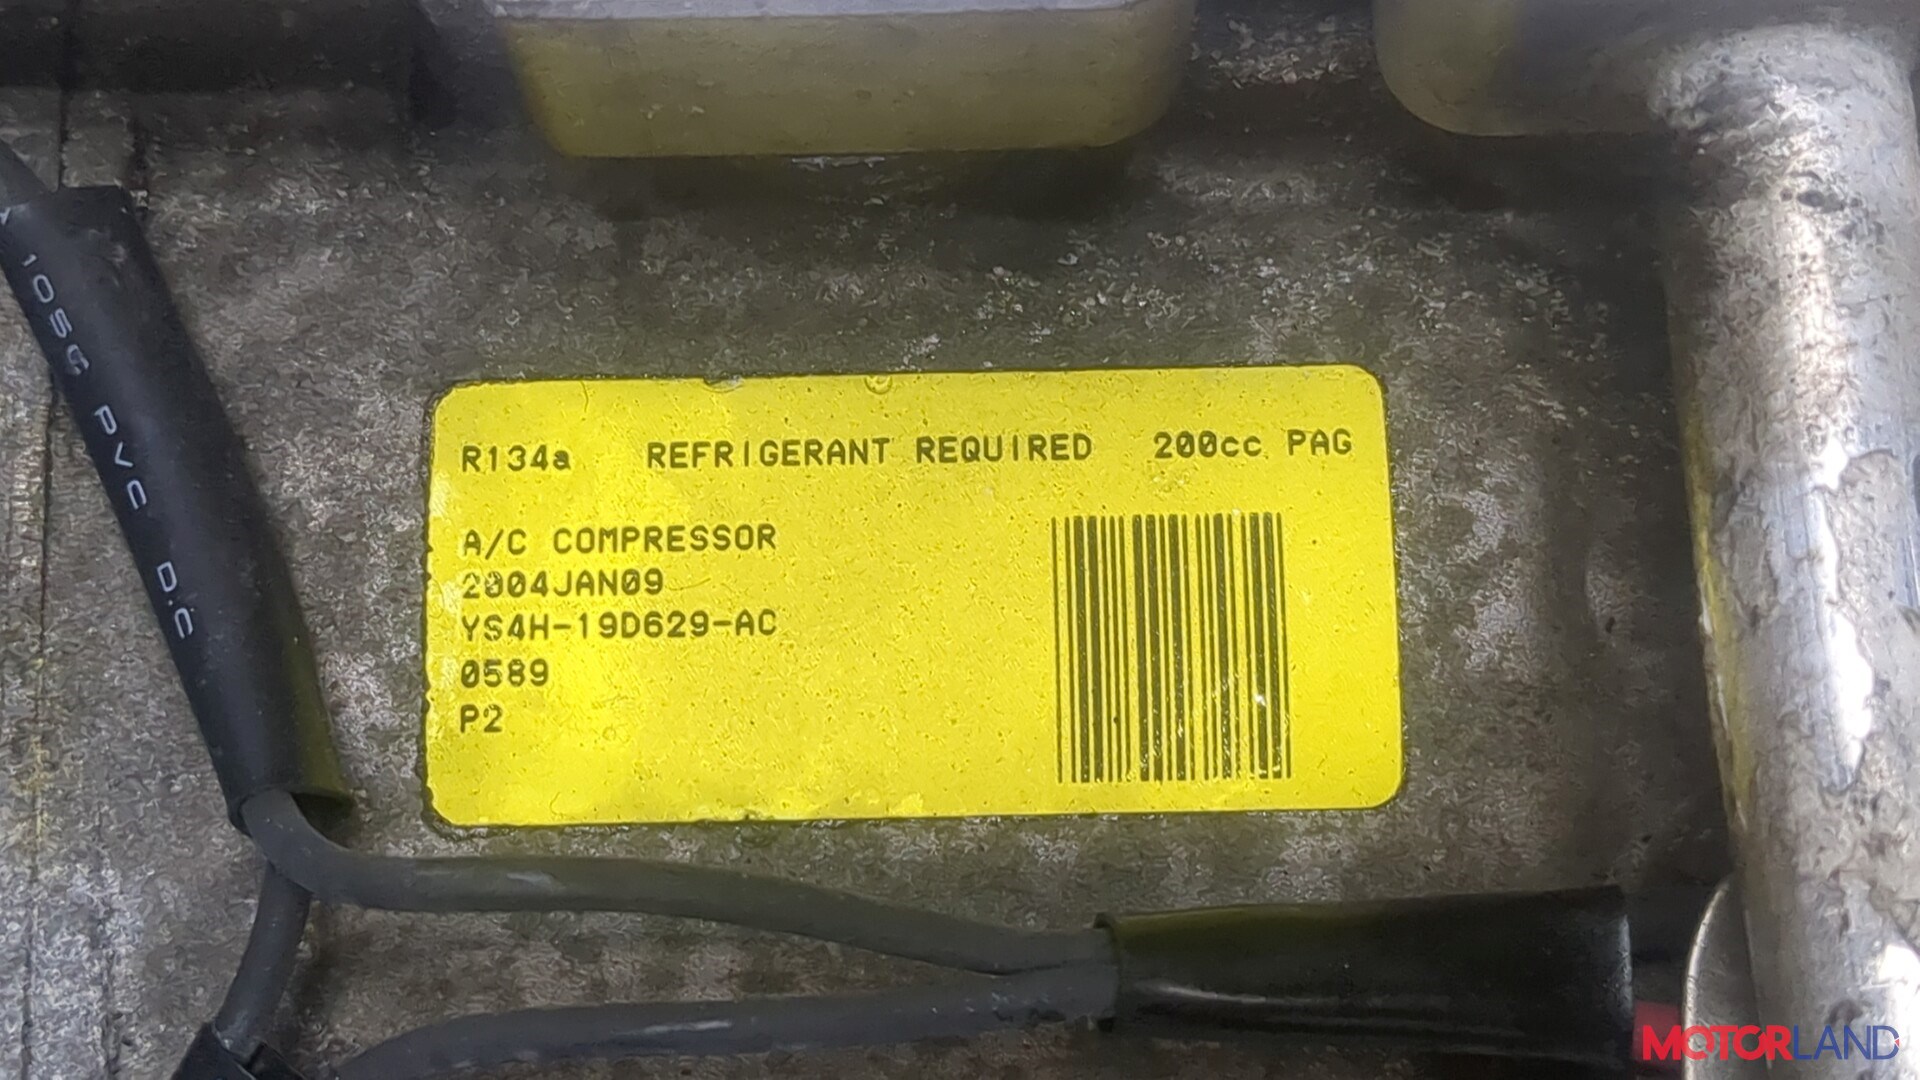 105G PVC D.C
R134a REFRIGERANT REQUIRED 200cc PAG
A/C COMPRESSOR
2004JAN09
YS4H-19D629-AC
0589
P2
MOTORLAND